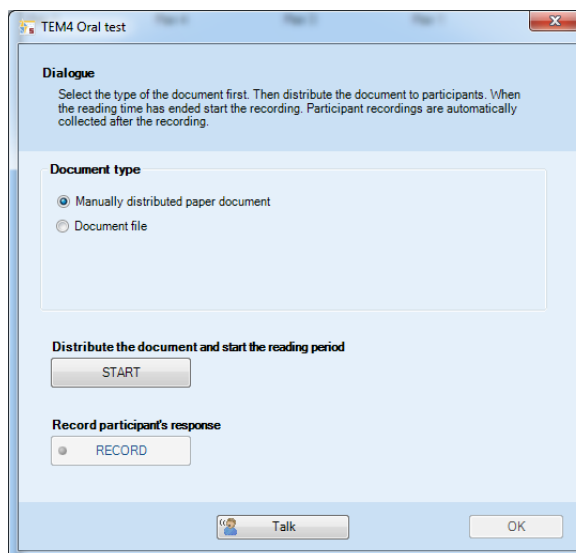 TEM4 Oral test
Dialogue
Select the type of the document first. Then distribute the document to participants. When
the reading time has ended start the recording. Participant recordings are automatically
collected after the recording.
Document type
Manually distributed paper document
Document file
Distribute the document and start the reading period
START
Record participant's response
RECORD
Talk
OK